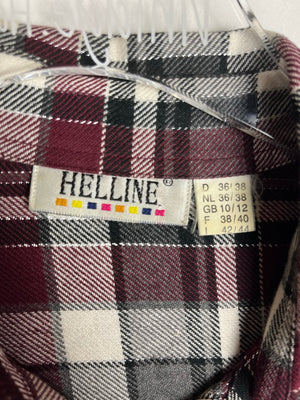 HELLINE ®
D 36/38
NL 36/38
GB 10/12
F 38/40
I 42/44